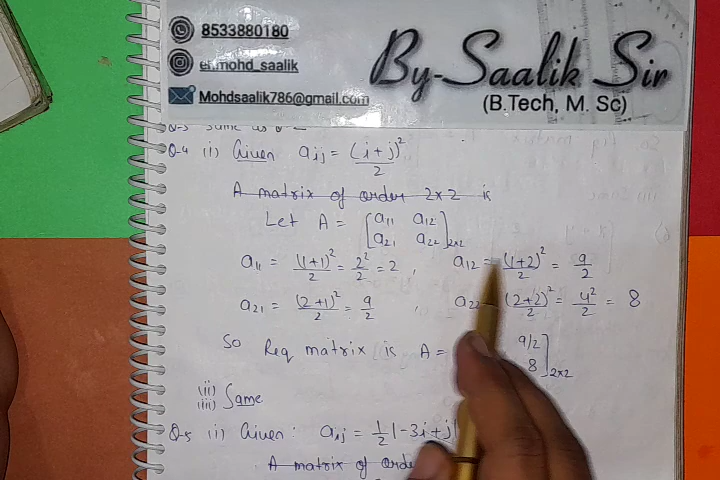 8533880180
er.mohd_saalik
Mohdsaalik786@gmail.com
By-Saalik Sir
(B.Tech, M. Sc)
Q-4 (i) Given aij = (i+j)²/2
A matrix of order 2×2 is
Let A = [a11 a12
a21 a22]2×2
a11 = (1+1)²/2 = 2²/2 = 2 , a12 = (1+2)²/2 = 9/2
a21 = (2+1)²/2 = 9/2 , a22 = (2+2)²/2 = 4²/2 = 8
So Req matrix is A = 9/2
8]2×2
(ii)
(iii) Same
Q-5 (i) Given: aij = 1/2 |-3i+j|
A matrix of orde